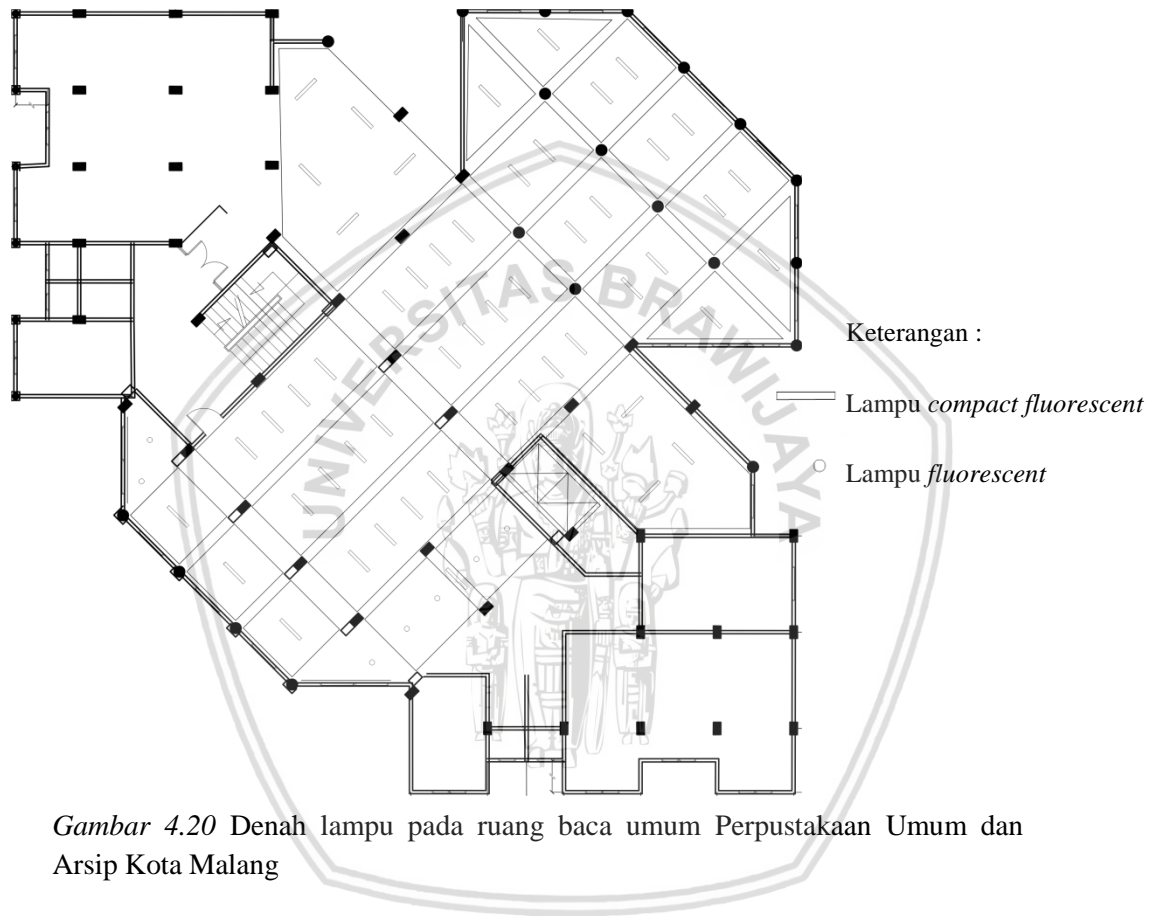 UNIVERSITAS BRAWIJAYA
Keterangan :
Lampu compact fluorescent
Lampu fluorescent
Gambar 4.20 Denah lampu pada ruang baca umum Perpustakaan Umum dan
Arsip Kota Malang